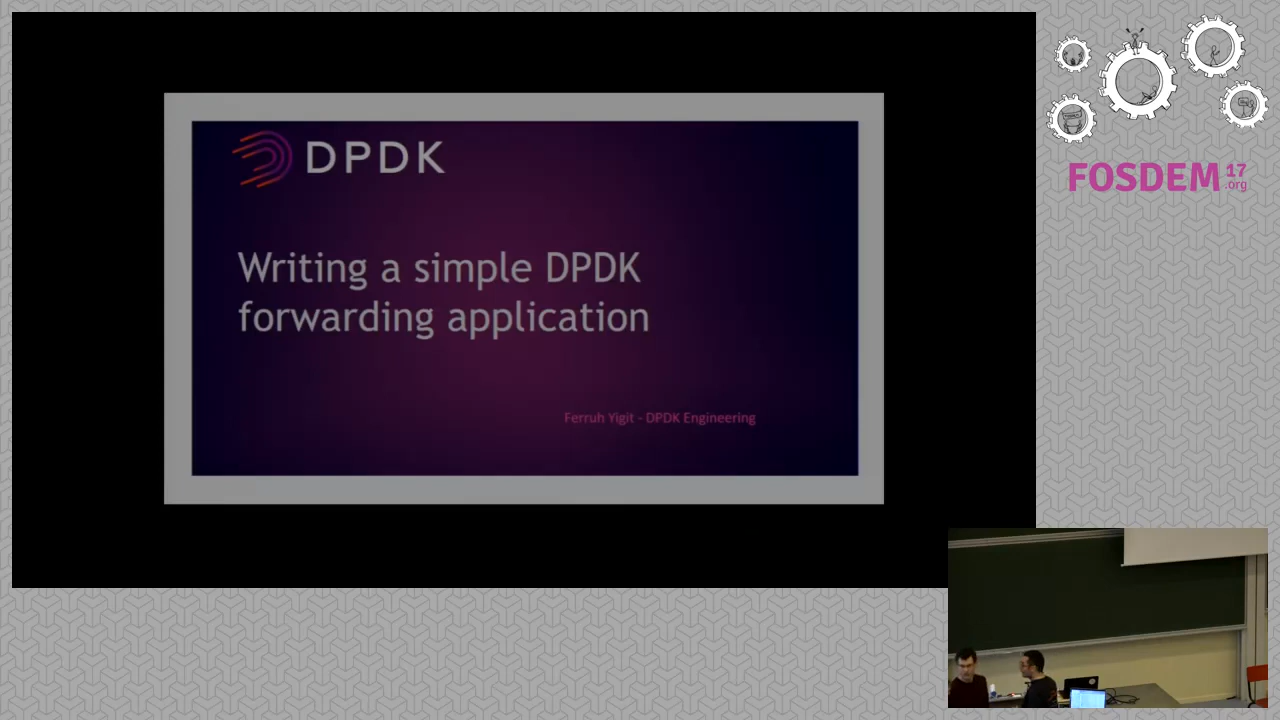 DPDK
Writing a simple DPDK
forwarding application
Ferruh Yigit - DPDK Engineering
FOSDEM 17
.org